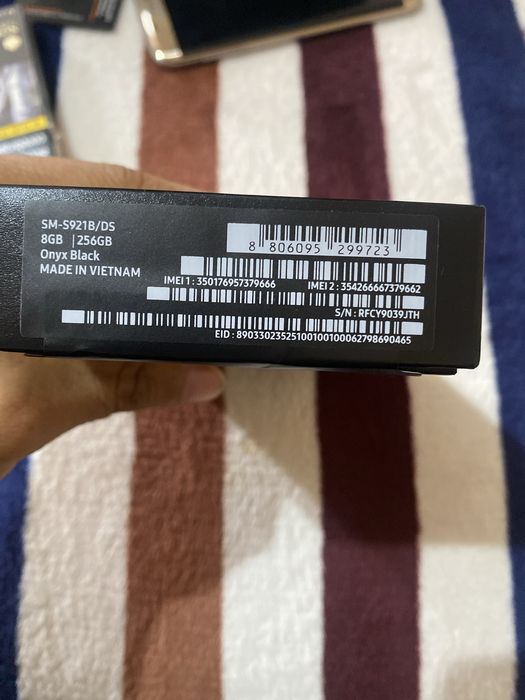 SM-S921B/DS
8GB | 256GB
Onyx Black
MADE IN VIETNAM
8 806095 299723
IMEI 1 : 350176957379666 IMEI 2 : 354266667379662
S/N : RFCY9039JTH
EID : 89033023525100100100062798690465